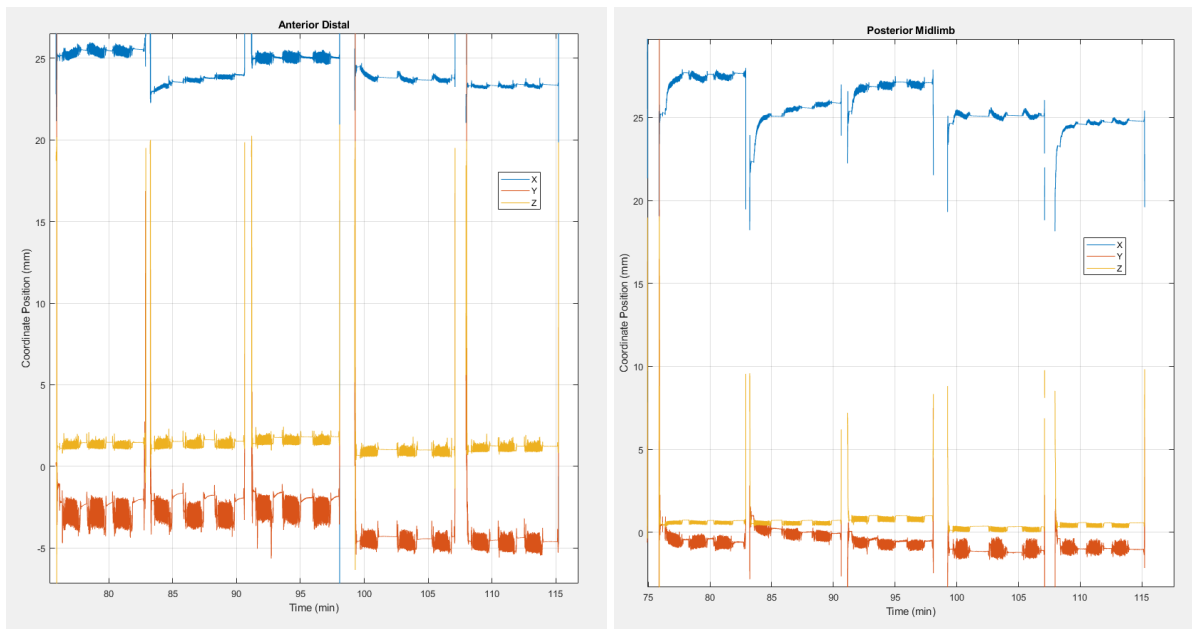 Anterior Distal
25
20
15
10
5
0
-5
80
85
90
95
100
105
110
115
Coordinate Position (mm)
Time (min)
X
Y
Z
Posterior Midlimb
25
20
15
10
5
0
75
80
85
90
95
100
105
110
115
Coordinate Position (mm)
Time (min)
X
Y
Z